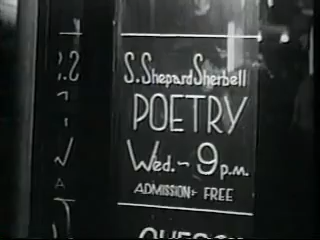 S. Shepard Sherbell
POETRY
Wed. - 9 p.m.
ADMISSION - FREE